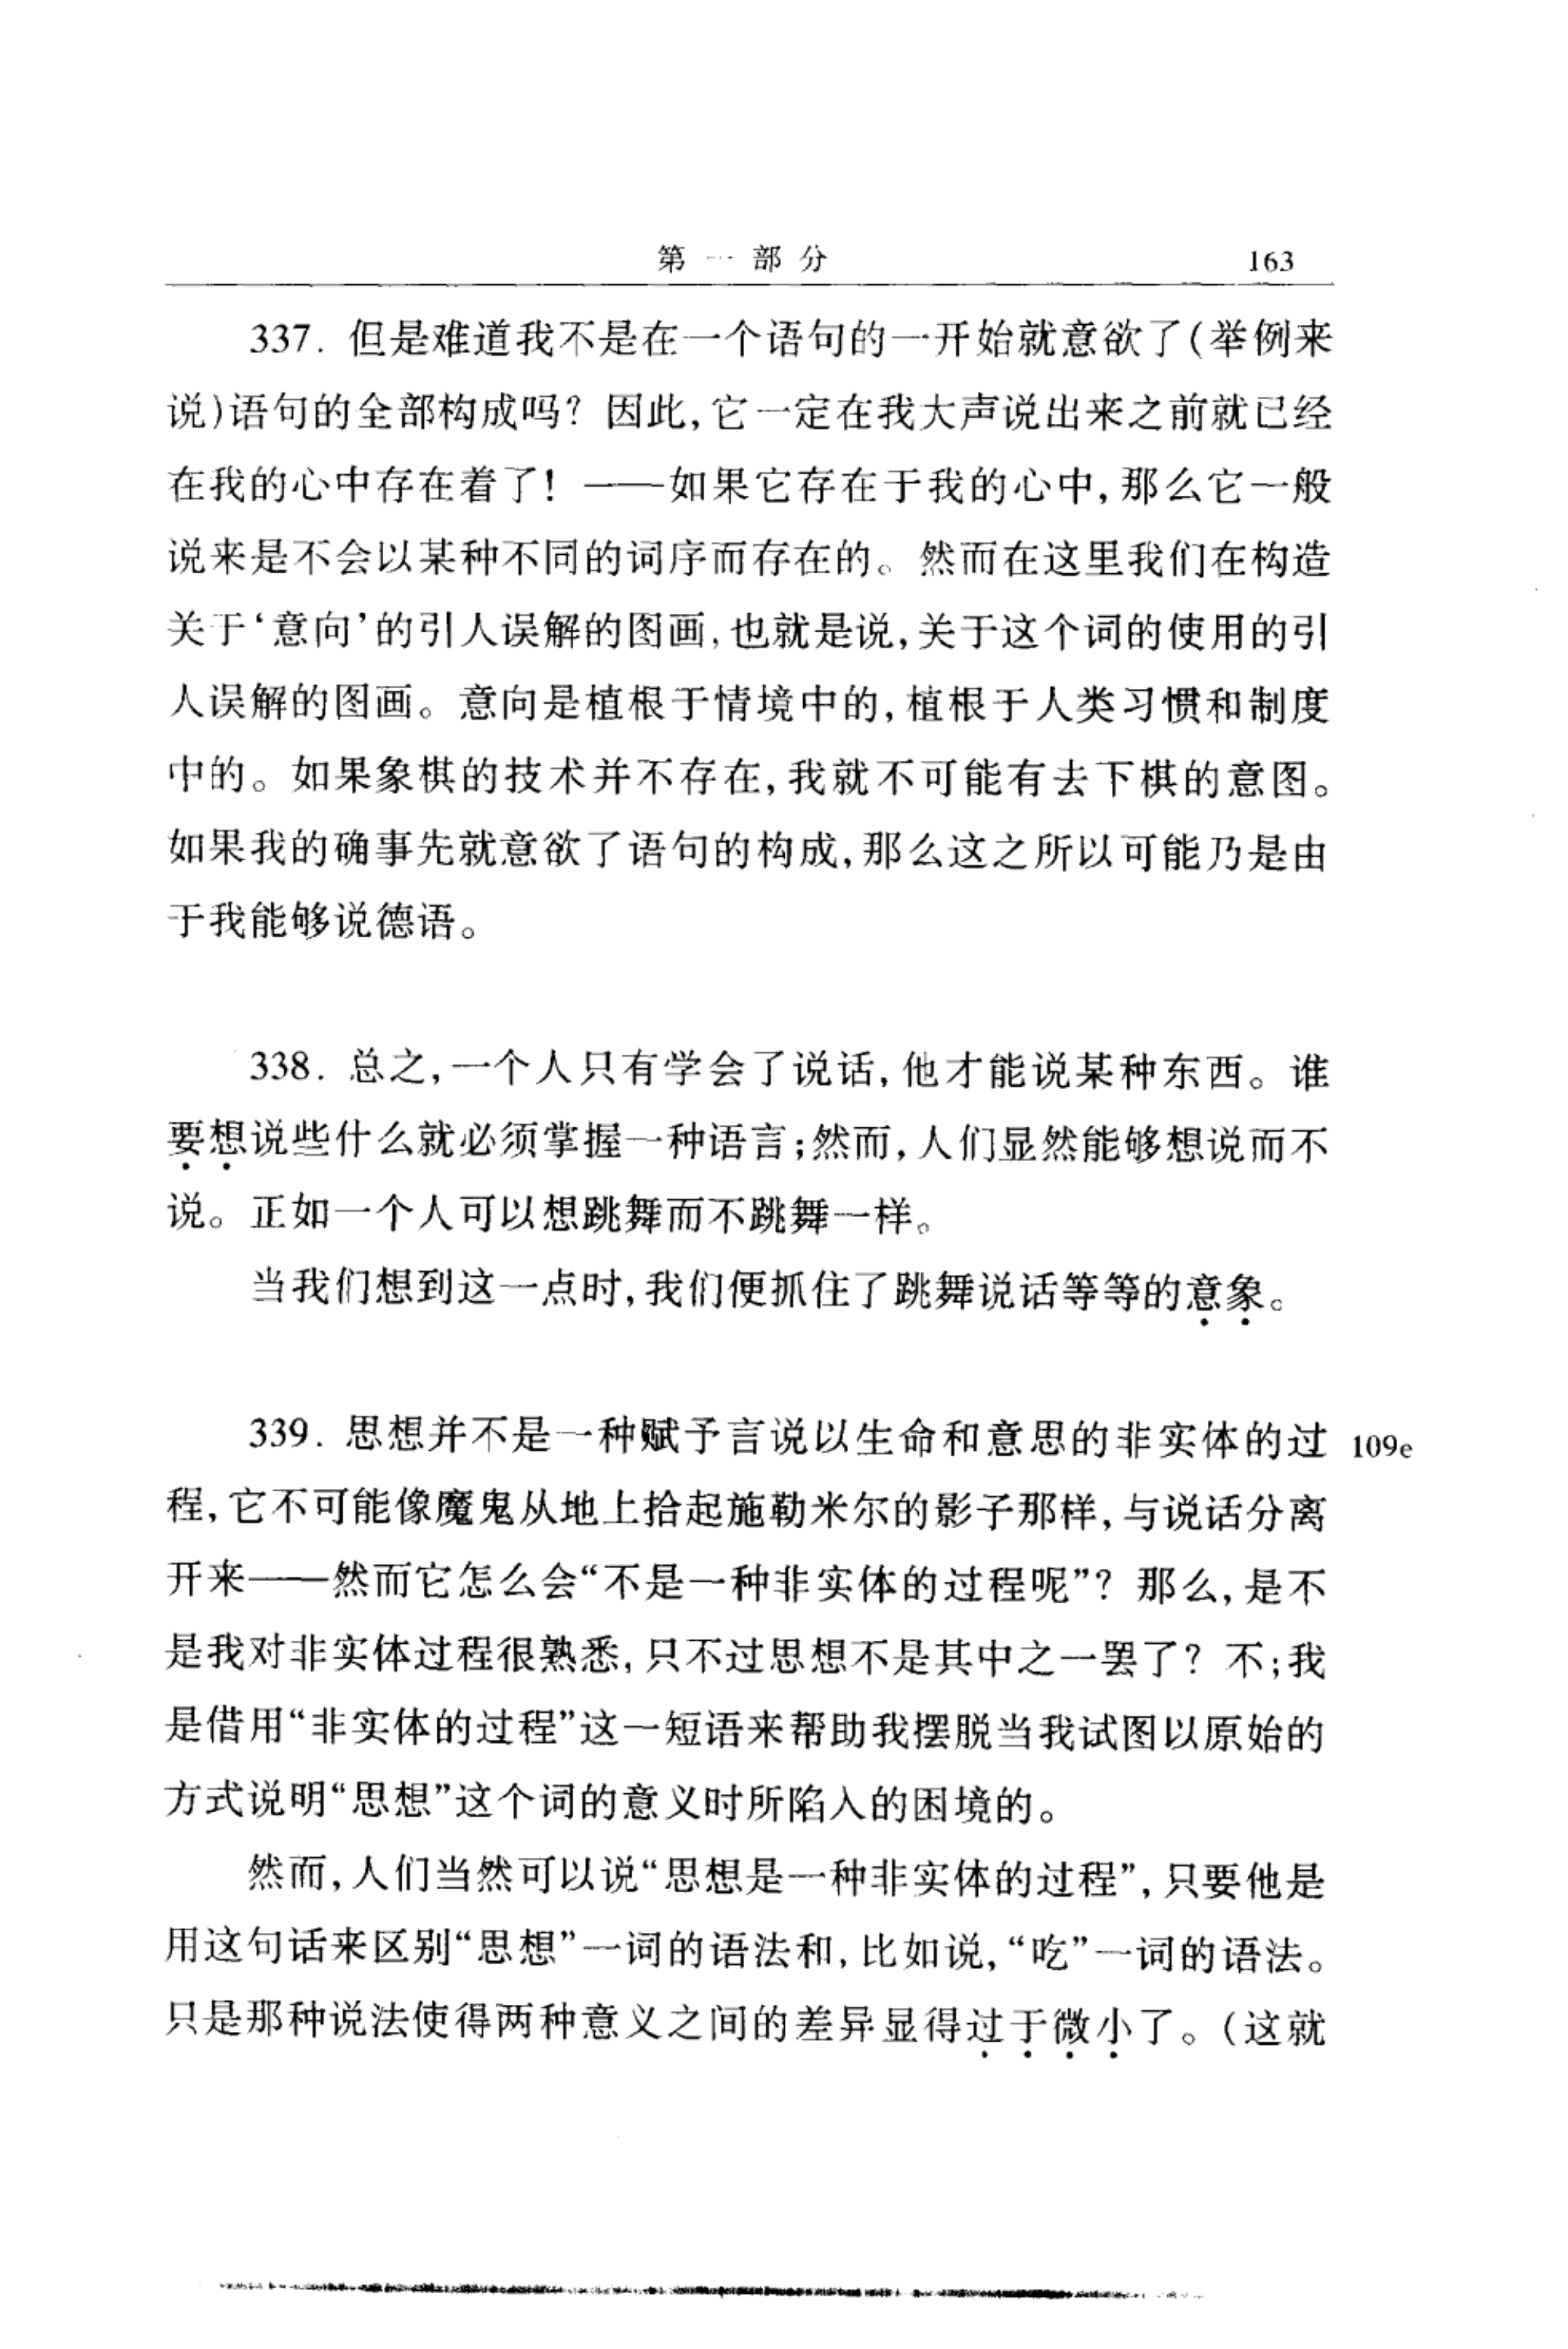 第一部分 163
337. 但是难道我不是在一个语句的一开始就意欲了(举例来
说)语句的全部构成吗? 因此,它一定在我大声说出来之前就已经
在我的心中存在着了! ——如果它存在于我的心中,那么它一般
说来是不会以某种不同的词序而存在的。然而在这里我们在构造
关于‘意向’的引人误解的图画,也就是说,关于这个词的使用的引
人误解的图画。意向是植根于情境中的,植根于人类习惯和制度
中的。如果象棋的技术并不存在,我就不可能有去下棋的意图。
如果我的确事先就意欲了语句的构成,那么这之所以可能乃是由
于我能够说德语。
338. 总之,一个人只有学会了说话,他才能说某种东西。谁
要想说些什么就必须掌握一种语言;然而,人们显然能够想说而不
说。正如一个人可以想跳舞而不跳舞一样。
当我们想到这一点时,我们便抓住了跳舞说话等等的意象。
339. 思想并不是一种赋予言说以生命和意思的非实体的过 109e
程,它不可能像魔鬼从地上拾起施勒米尔的影子那样,与说话分离
开来——然而它怎么会“不是一种非实体的过程呢”? 那么,是不
是我对非实体过程很熟悉,只不过思想不是其中之一罢了? 不;我
是借用“非实体的过程”这一短语来帮助我摆脱当我试图以原始的
方式说明“思想”这个词的意义时所陷入的困境的。
然而,人们当然可以说“思想是一种非实体的过程”,只要他是
用这句话来区别“思想”一词的语法和,比如说,“吃”一词的语法。
只是那种说法使得两种意义之间的差异显得过于微小了。(这就